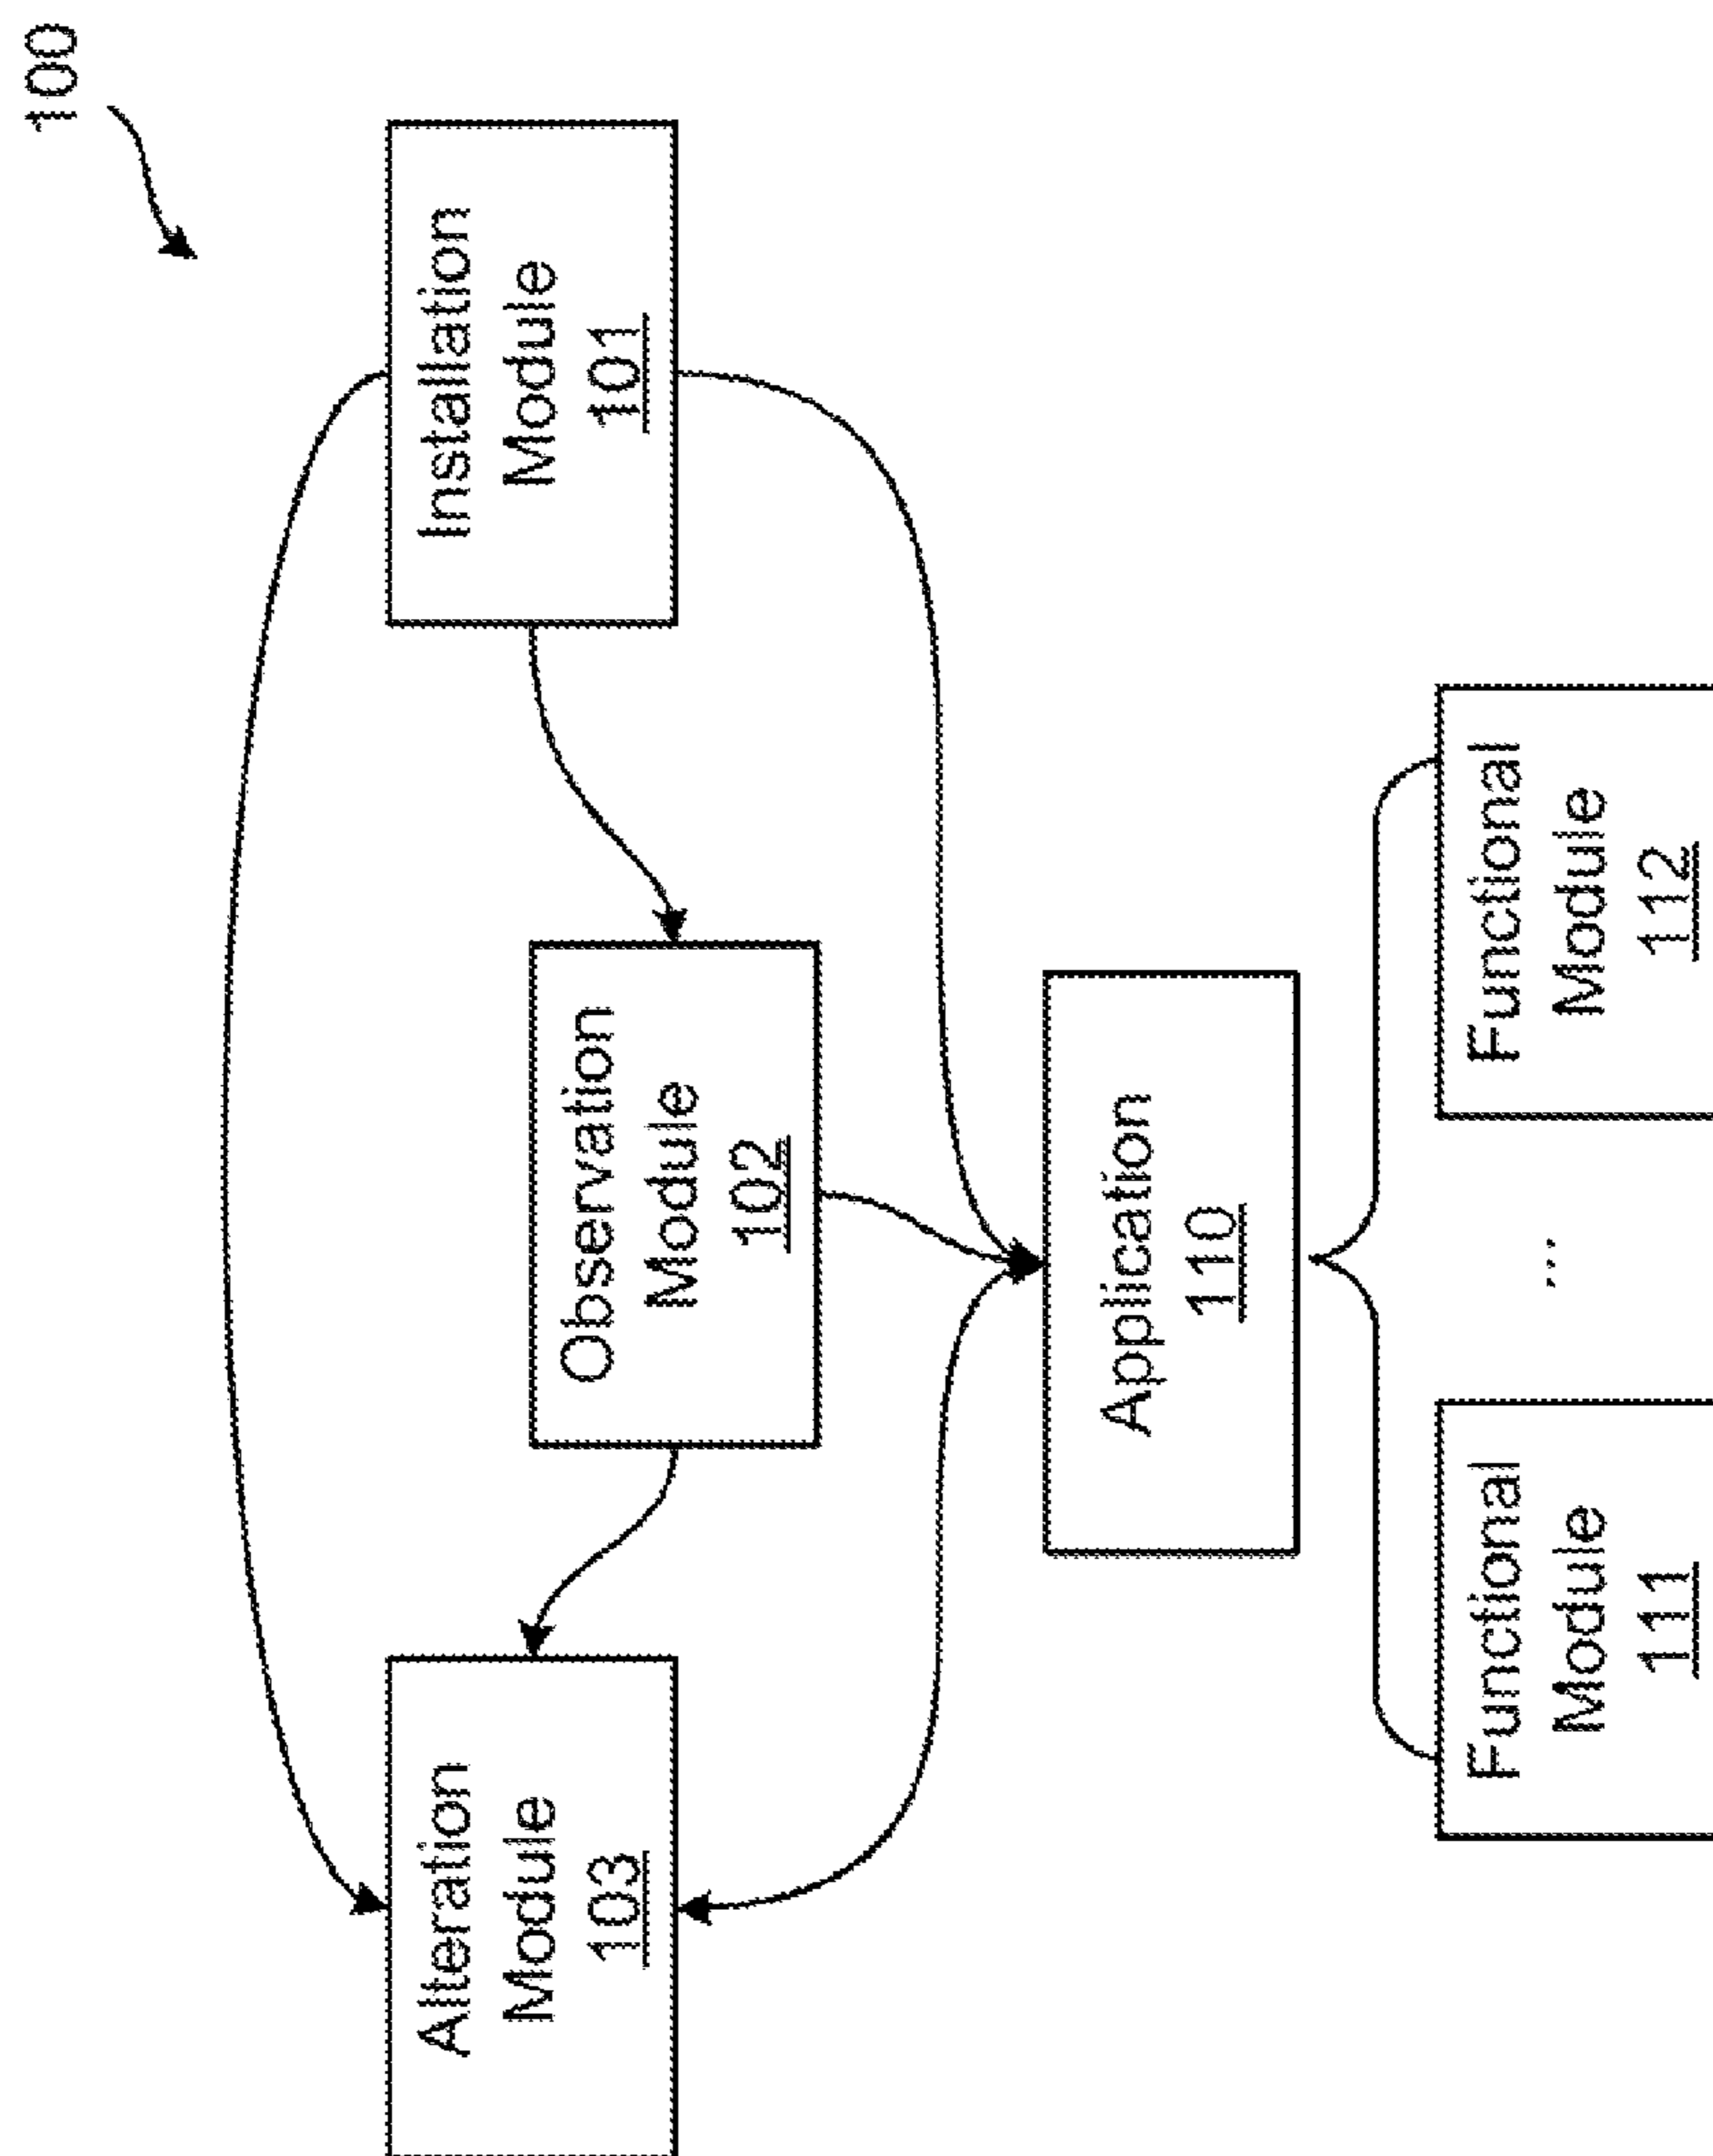 100
Installation
Module
101
Observation
Module
102
Alteration
Module
103
Application
110
Functional
Module
112
...
Functional
Module
111